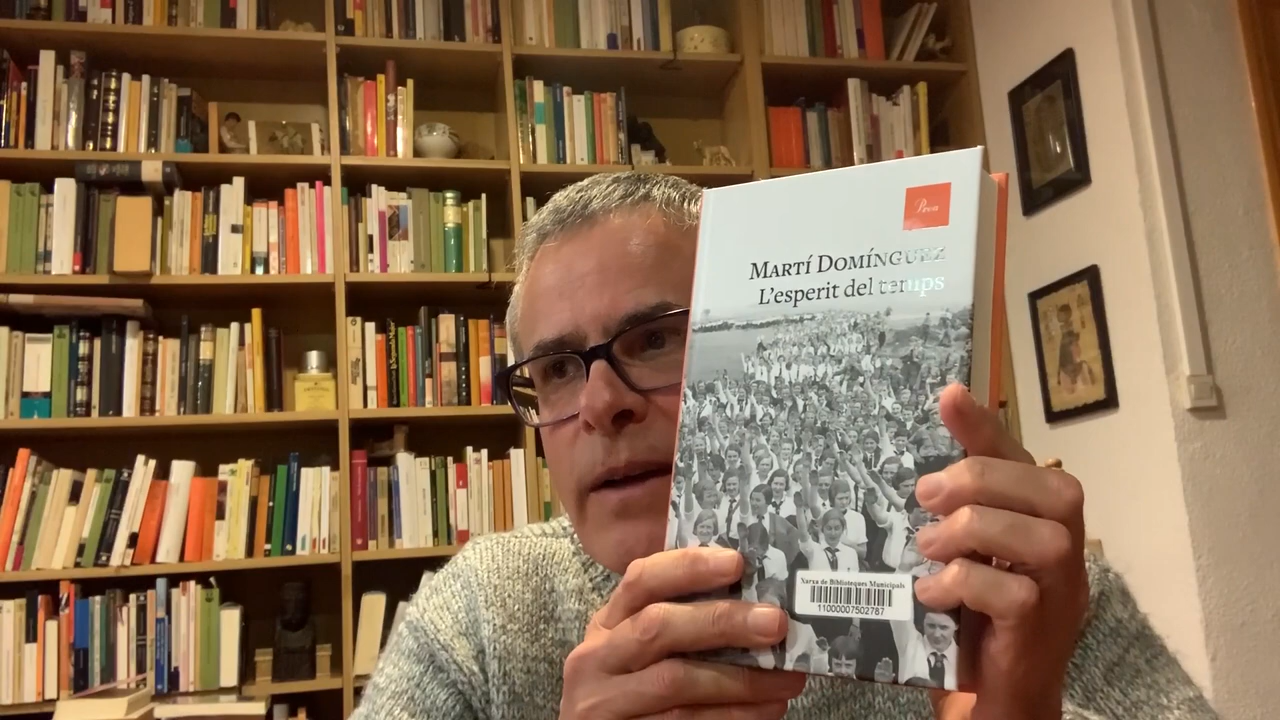 Proa
MARTÍ DOMÍNGUEZ
L'esperit del temps
Xarxa de Biblioteques Municipals
11000007502787